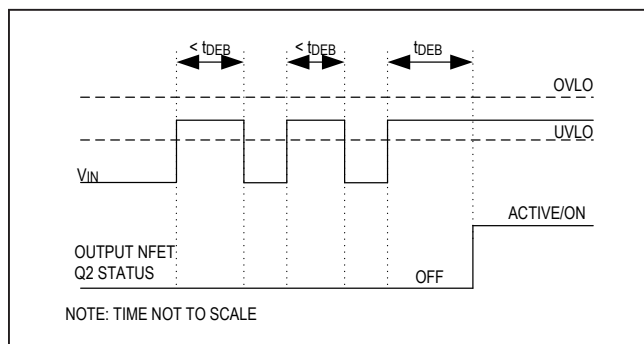 < tDEB
< tDEB
tDEB
OVLO
UVLO
VIN
ACTIVE/ON
OUTPUT NFET
Q2 STATUS
OFF
NOTE: TIME NOT TO SCALE